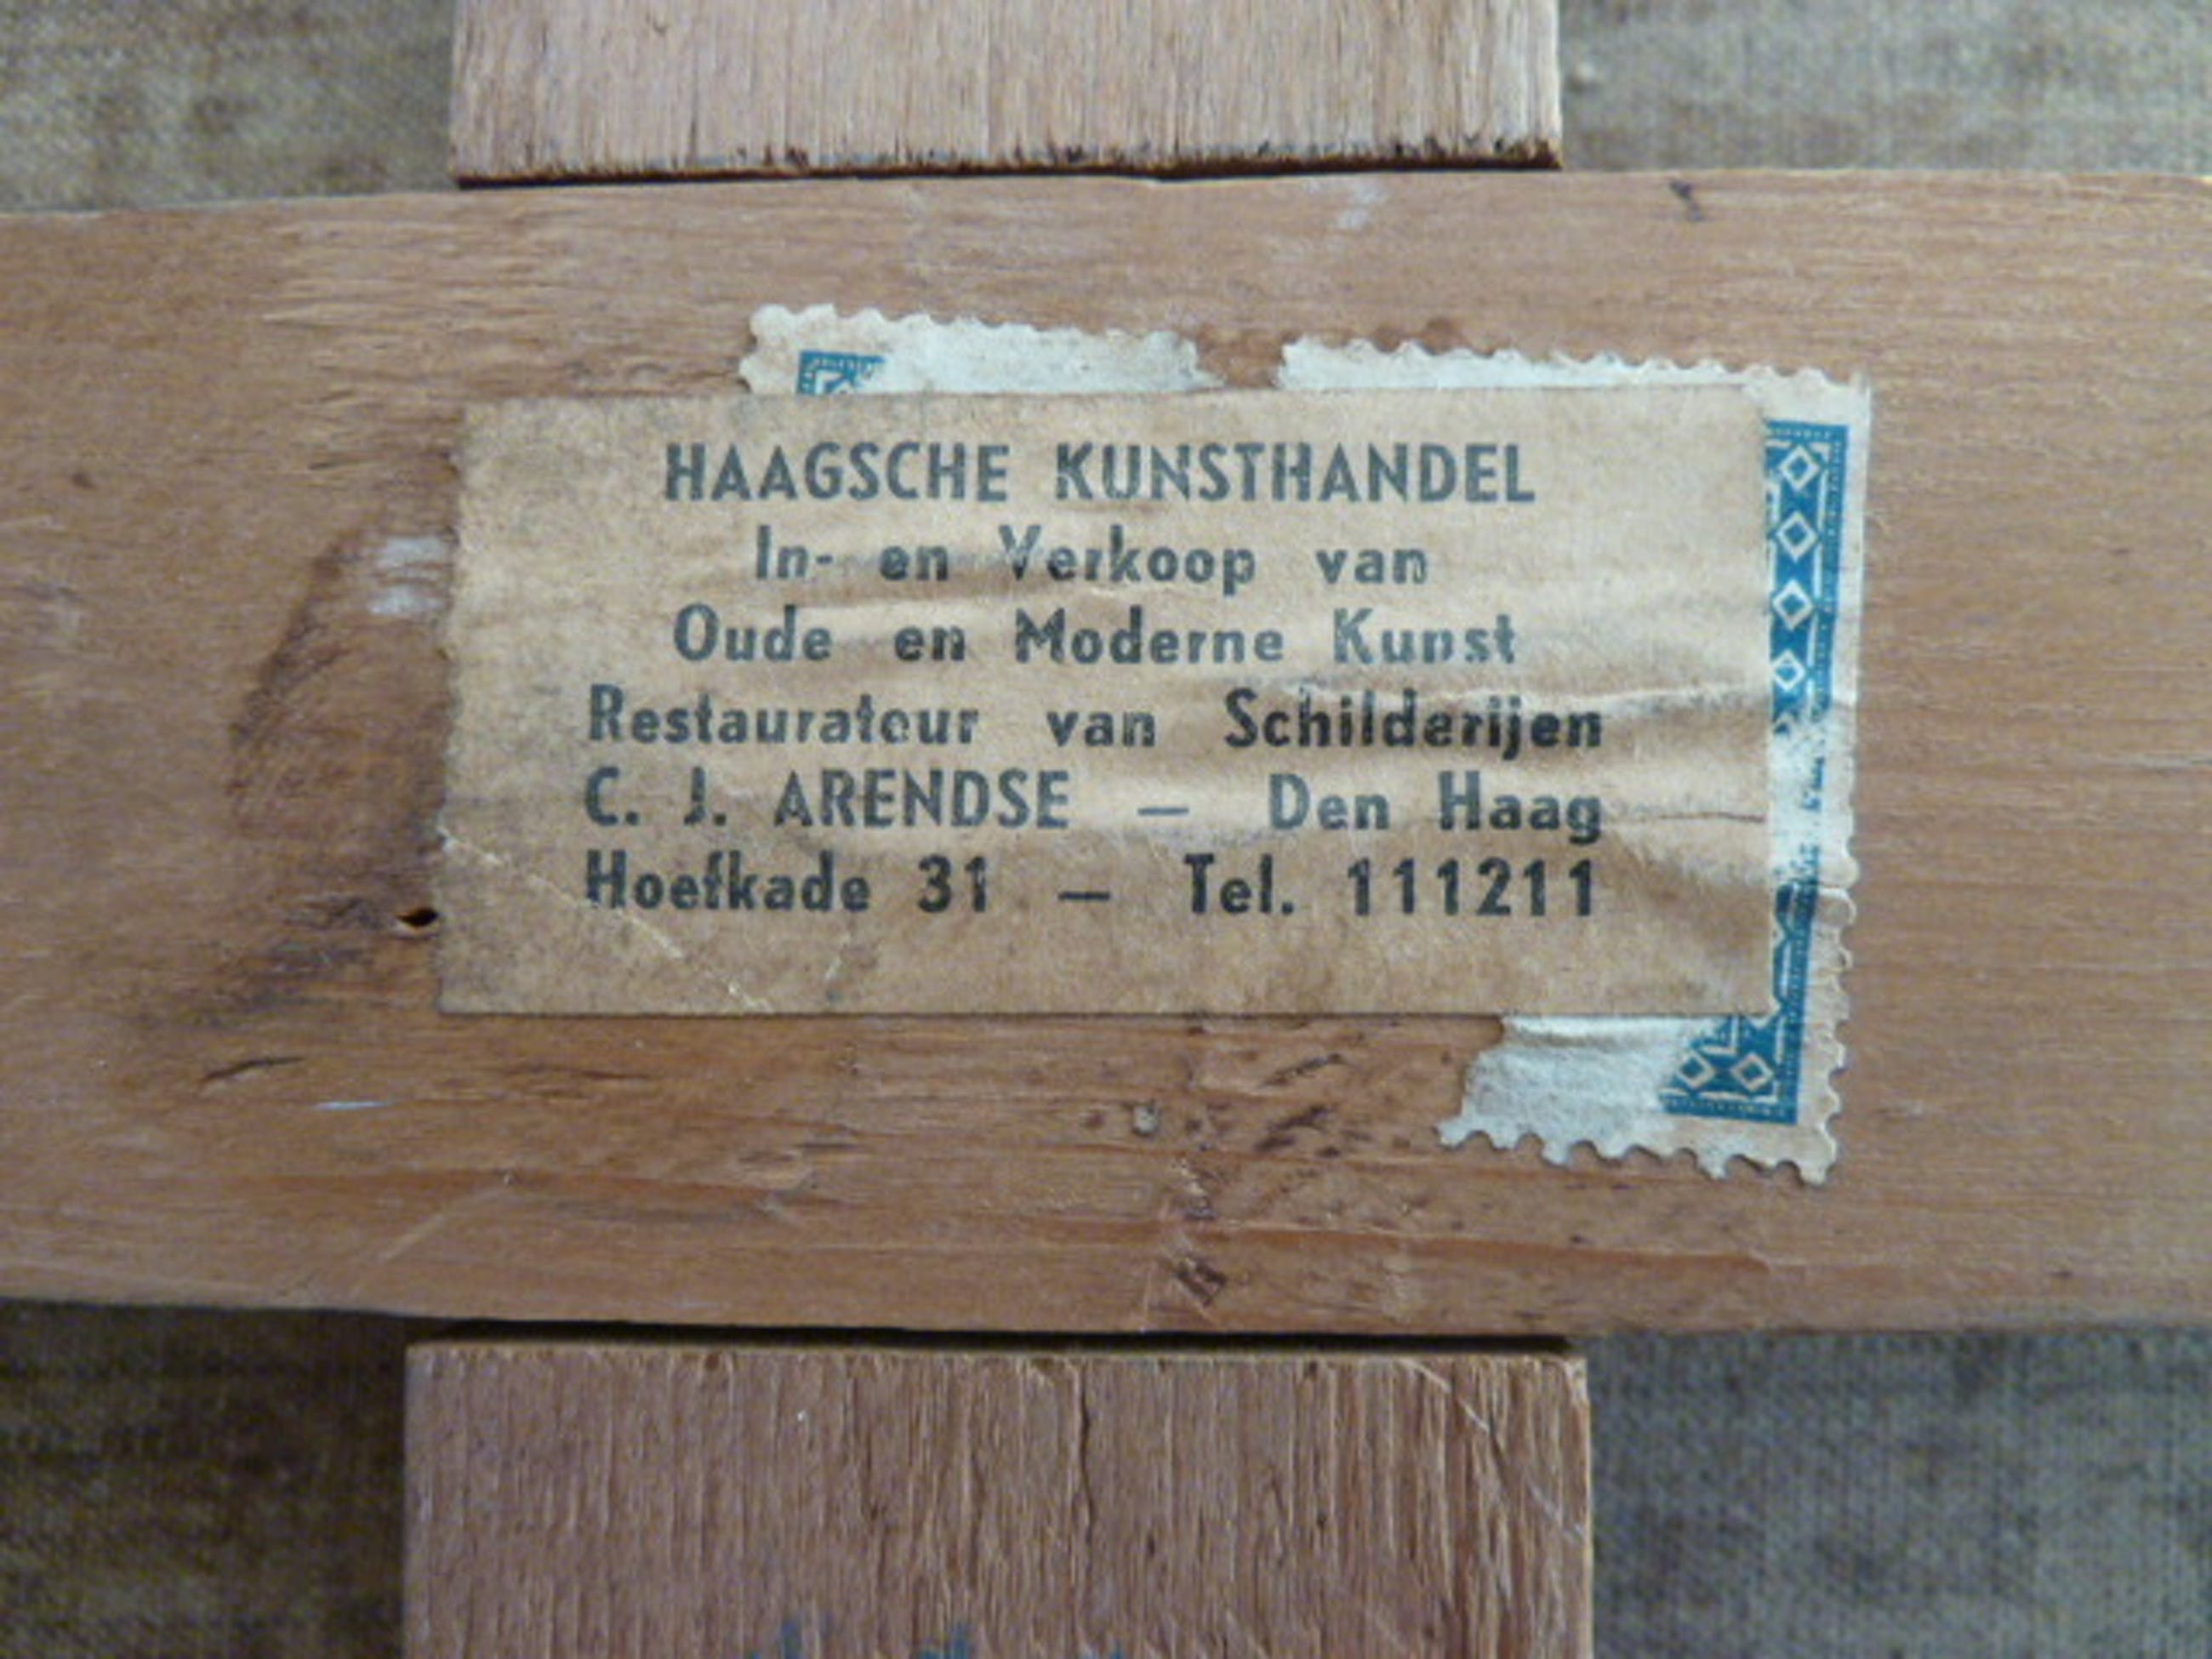 HAAGSCHE KUNSTHANDEL
In- en Verkoop van
Oude en Moderne Kunst
Restaurateur van Schilderijen
C. J. ARENDSE — Den Haag
Hoefkade 31 — Tel. 111211